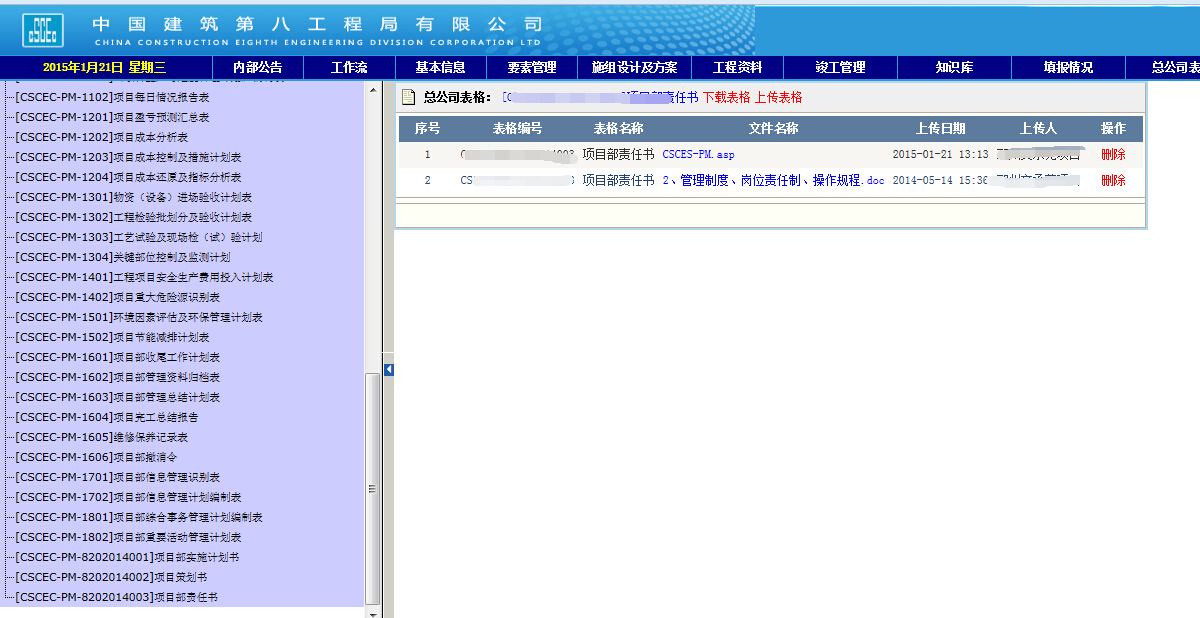 CSCEC
中国建筑第八工程局有限公司
CHINA CONSTRUCTION EIGHTH ENGINEERING DIVISION CORPORATION LTD
2015年1月21日 星期三 内部公告 工作流 基本信息 要素管理 施组设计及方案 工程资料 竣工管理 知识库 填报情况 总公司表
[CSCEC-PM-1102]项目每日情况报告表
[CSCEC-PM-1201]项目盈亏预测汇总表
[CSCEC-PM-1202]项目成本分析表
[CSCEC-PM-1203]项目成本控制及措施计划表
[CSCEC-PM-1204]项目成本还原及指标分析表
[CSCEC-PM-1301]物资（设备）进场验收计划表
[CSCEC-PM-1302]工程检验批划分及验收计划表
[CSCEC-PM-1303]工艺试验及现场检（试）验计划
[CSCEC-PM-1304]关键部位控制及监测计划
[CSCEC-PM-1401]工程项目安全生产费用投入计划表
[CSCEC-PM-1402]项目重大危险源识别表
[CSCEC-PM-1501]环境因素评估及环保管理计划表
[CSCEC-PM-1502]项目节能减排计划表
[CSCEC-PM-1601]项目部收尾工作计划表
[CSCEC-PM-1602]项目部管理资料归档表
[CSCEC-PM-1603]项目部管理总结计划表
[CSCEC-PM-1604]项目完工总结报告
[CSCEC-PM-1605]维修保养记录表
[CSCEC-PM-1606]项目部撤消令
[CSCEC-PM-1701]项目部信息管理识别表
[CSCEC-PM-1702]项目部信息管理计划编制表
[CSCEC-PM-1801]项目部综合事务管理计划编制表
[CSCEC-PM-1802]项目部重要活动管理计划表
[CSCEC-PM-8202014001]项目部实施计划书
[CSCEC-PM-8202014002]项目策划书
[CSCEC-PM-8202014003]项目部责任书
总公司表格： 项目部责任书 下载表格 上传表格
序号 表格编号 表格名称 文件名称 上传日期 上传人 操作
1 项目部责任书 CSCES-PM.asp 2015-01-21 13:13 删除
2 CS 项目部责任书 2、管理制度、岗位责任制、操作规程.doc 2014-05-14 15:36 删除